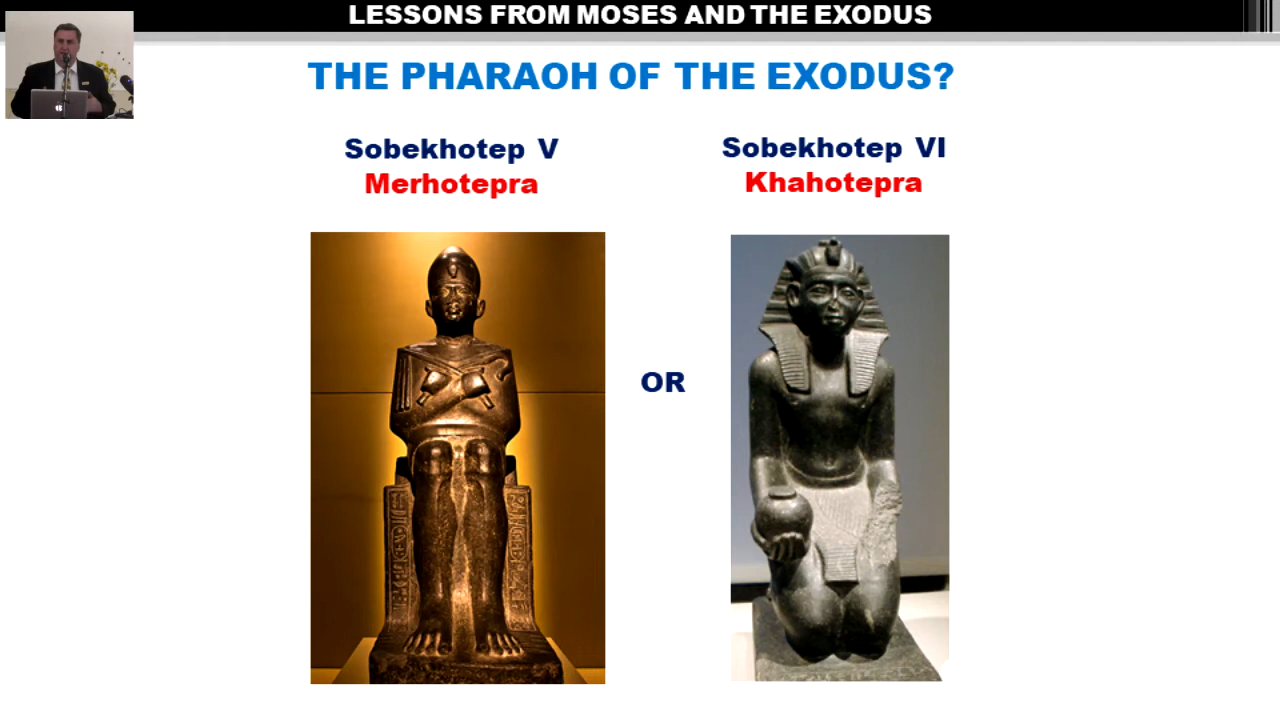 LESSONS FROM MOSES AND THE EXODUS
THE PHARAOH OF THE EXODUS?
Sobekhotep V
Merhotepra
Sobekhotep VI
Khahotepra
OR